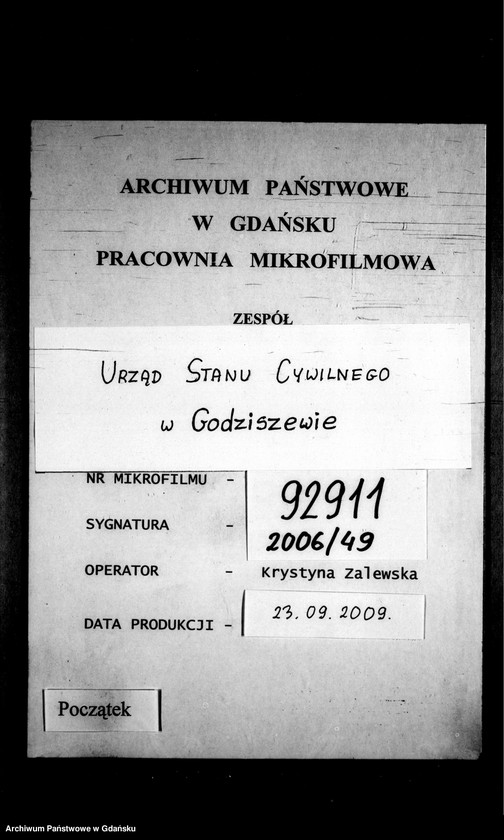 ARCHIWUM PAŃSTWOWE
W GDAŃSKU
PRACOWNIA MIKROFILMOWA
ZESPÓŁ
URZĄD STANU CYWILNEGO
w Godziszewie
NR MIKROFILMU - 92911
SYGNATURA - 2006/49
OPERATOR - Krystyna Zalewska
DATA PRODUKCJI - 23.09.2009.
Początek
Archiwum Państwowe w Gdańsku